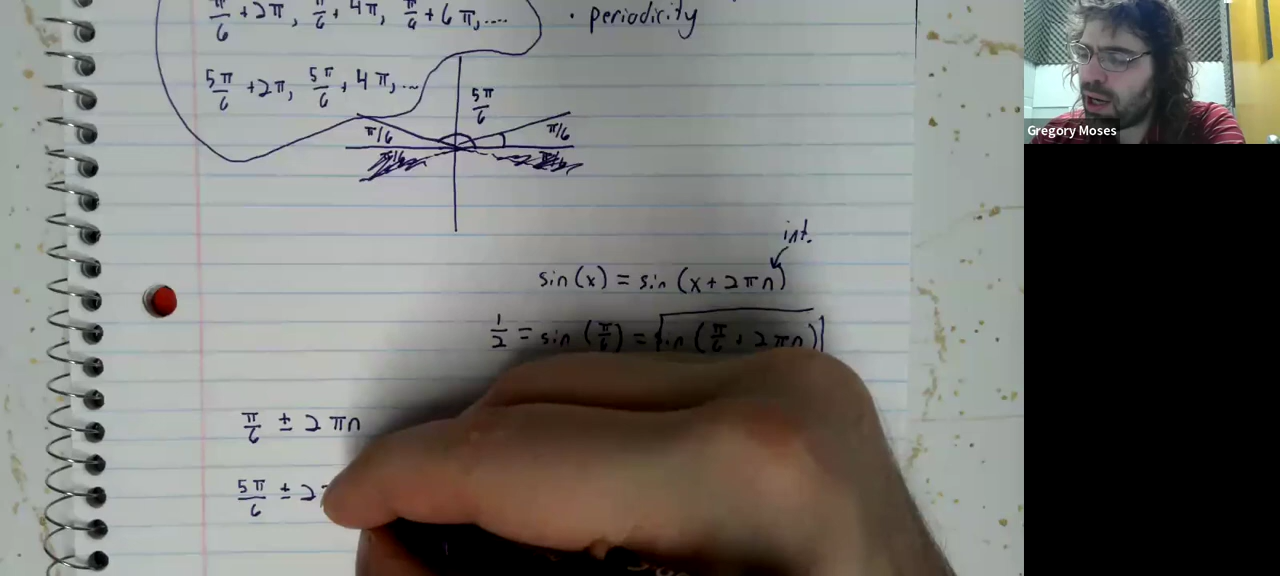 π/6 + 2π, π/6 + 4π, π/6 + 6π, ....
• periodicity
5π/6 + 2π, 5π/6 + 4π, ...
5π/6
π/6 π/6
int.
sin(x) = sin(x + 2πn)
1/2 = sin(π/6) = sin(π/6 + 2πn)
π/6 ± 2πn
5π/6 ± 2
Gregory Moses